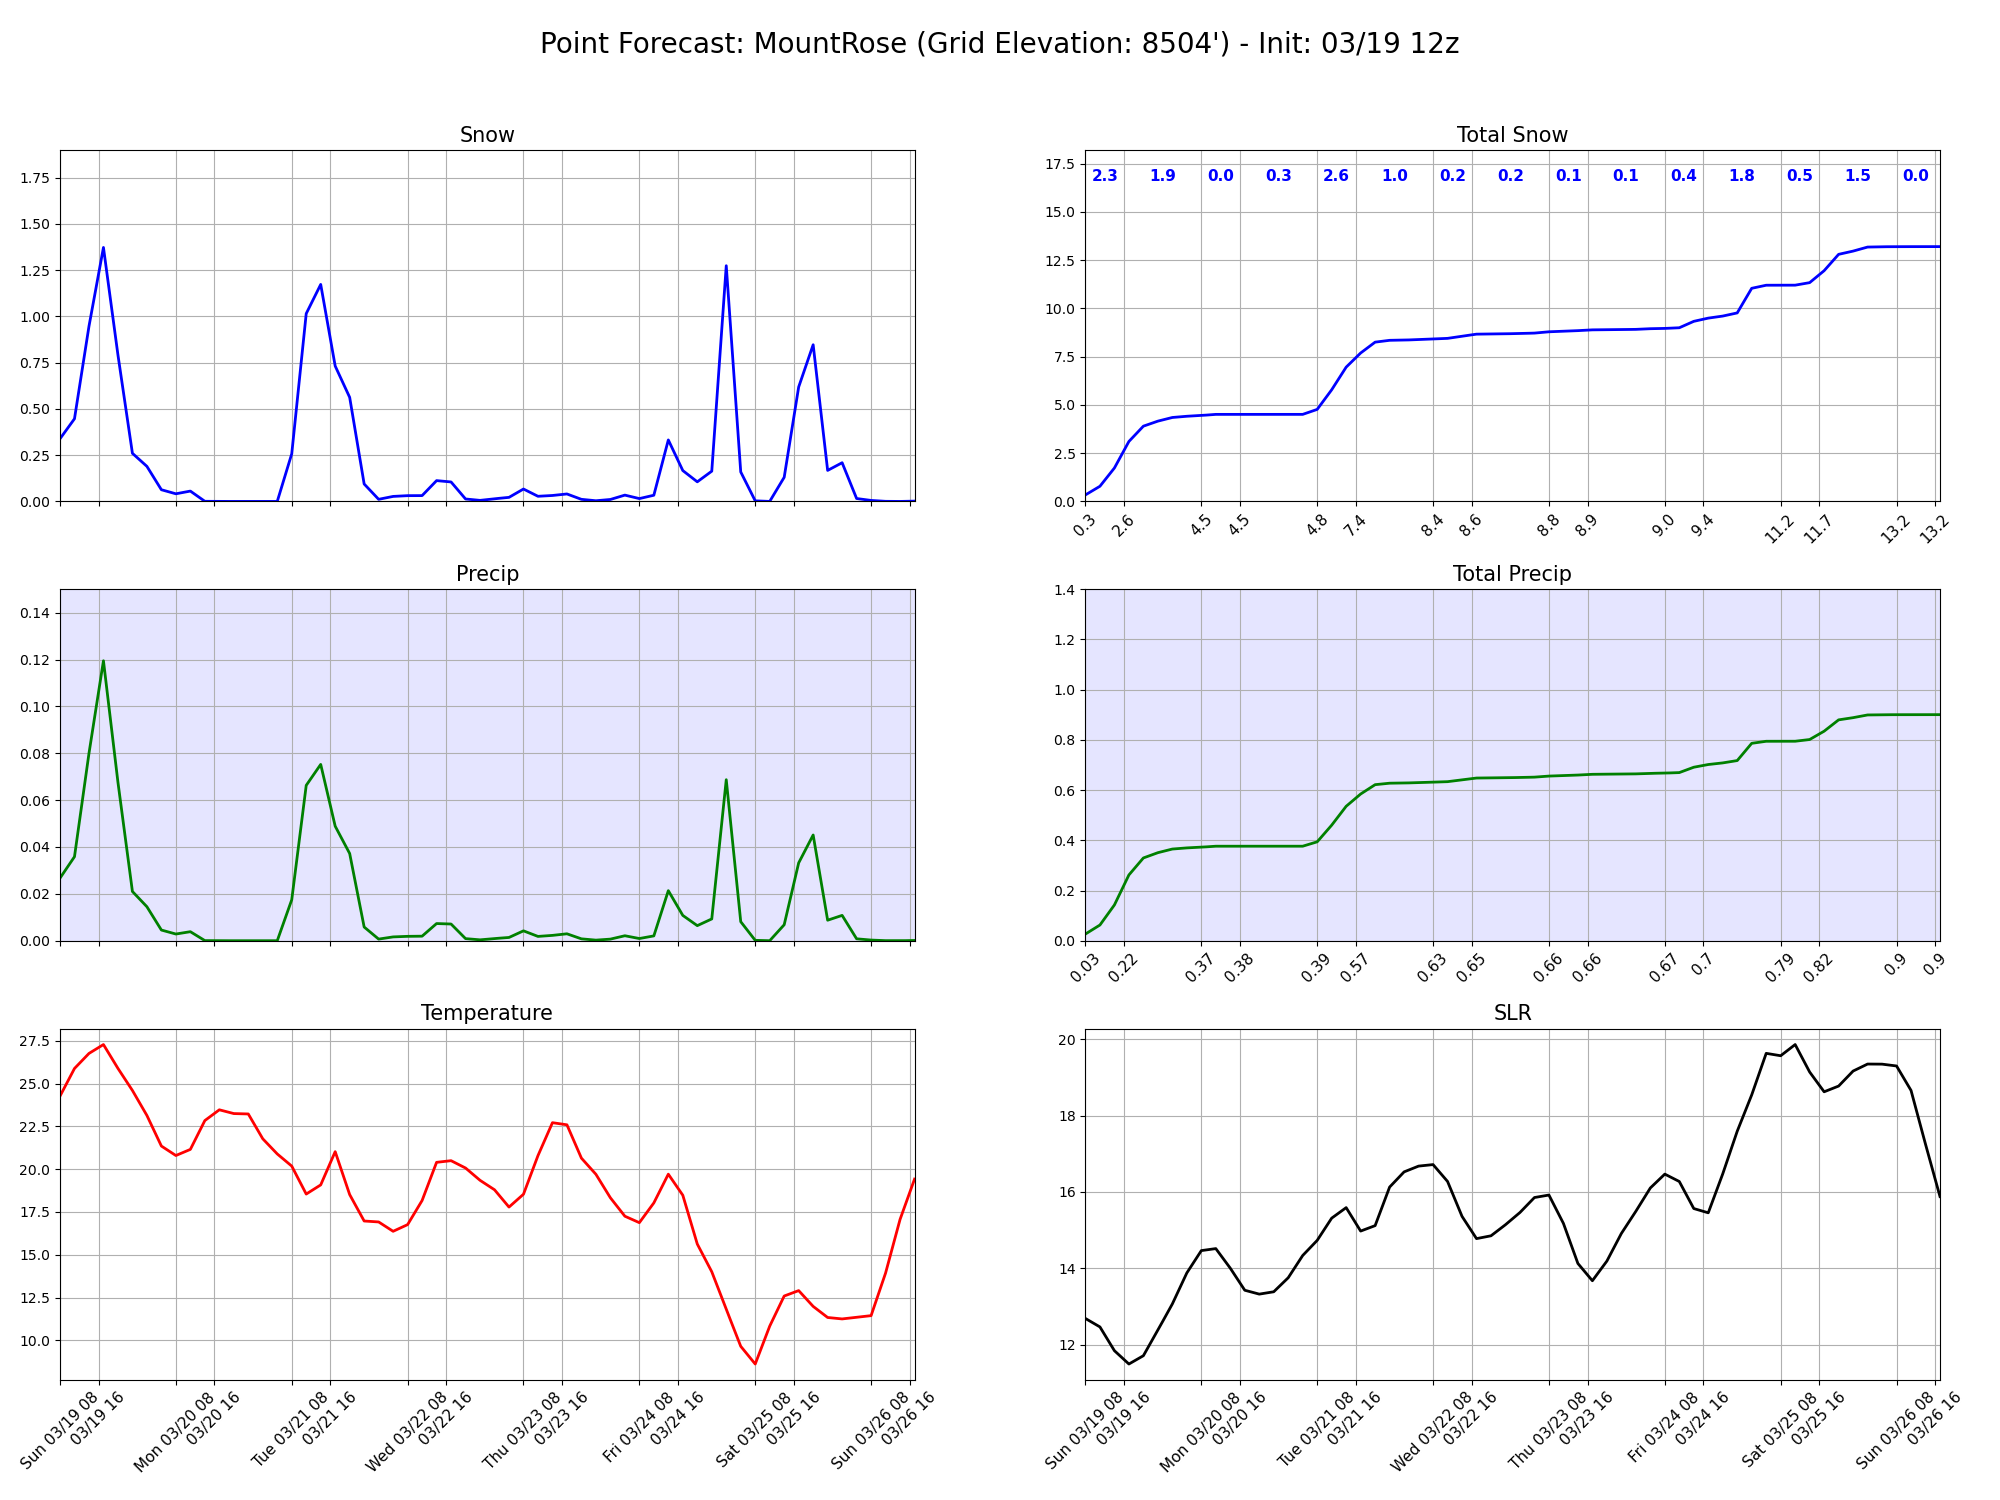 Point Forecast: MountRose (Grid Elevation: 8504') - Init: 03/19 12z
Snow
1.75
1.50
1.25
1.00
0.75
0.50
0.25
0.00
Total Snow
17.5
15.0
12.5
10.0
7.5
5.0
2.5
0.0
2.3 1.9 0.0 0.3 2.6 1.0 0.2 0.2 0.1 0.1 0.4 1.8 0.5 1.5 0.0
0.3 2.6 4.5 4.5 4.8 7.4 8.4 8.6 8.8 8.9 9.0 9.4 11.2 11.7 13.2 13.2
Precip
0.14
0.12
0.10
0.08
0.06
0.04
0.02
0.00
Total Precip
1.4
1.2
1.0
0.8
0.6
0.4
0.2
0.0
0.03 0.22 0.37 0.38 0.39 0.57 0.63 0.65 0.66 0.66 0.67 0.7 0.79 0.82 0.9 0.9
Temperature
27.5
25.0
22.5
20.0
17.5
15.0
12.5
10.0
Sun 03/19 08
03/19 16
Mon 03/20 08
03/20 16
Tue 03/21 08
03/21 16
Wed 03/22 08
03/22 16
Thu 03/23 08
03/23 16
Fri 03/24 08
03/24 16
Sat 03/25 08
03/25 16
Sun 03/26 08
03/26 16
SLR
20
18
16
14
12
Sun 03/19 08
03/19 16
Mon 03/20 08
03/20 16
Tue 03/21 08
03/21 16
Wed 03/22 08
03/22 16
Thu 03/23 08
03/23 16
Fri 03/24 08
03/24 16
Sat 03/25 08
03/25 16
Sun 03/26 08
03/26 16